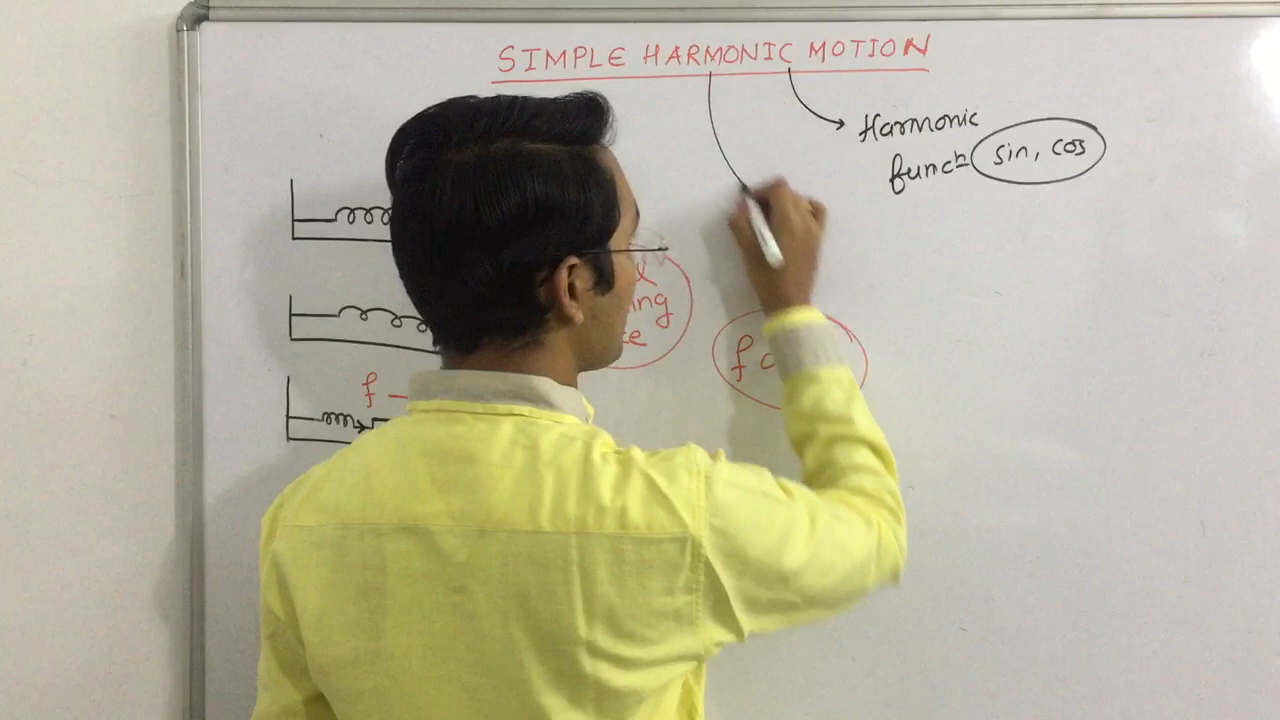 SIMPLE HARMONIC MOTION
Harmonic
funcⁿ sin, cos
f
f